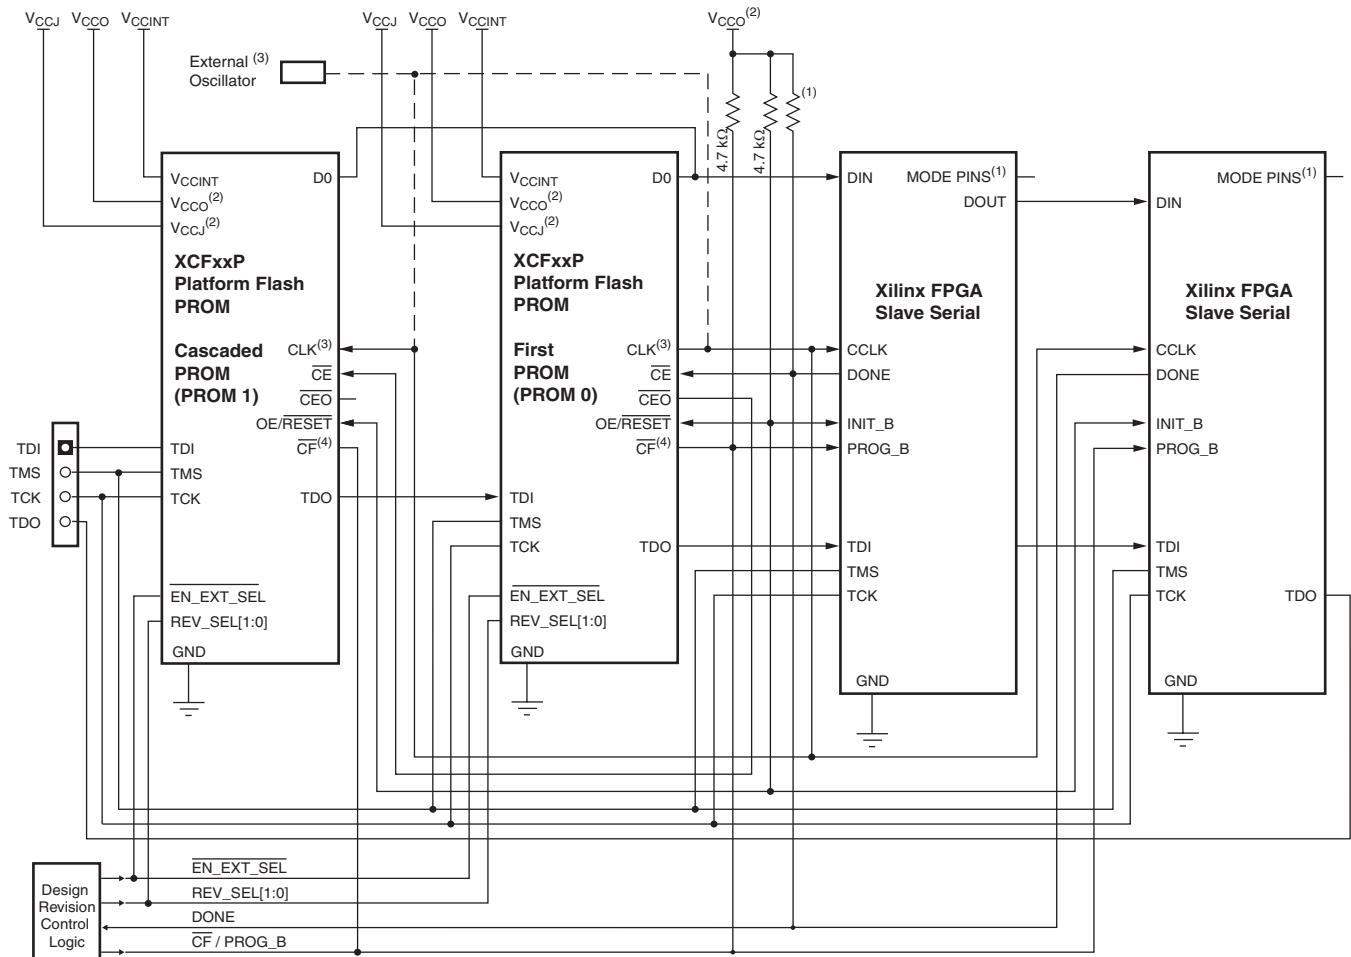 VCCJ VCCO VCCINT
VCCJ VCCO VCCINT
VCCO(2)
External (3)
Oscillator
(1)
4.7 kΩ
4.7 kΩ
VCCINT
VCCO(2)
VCCJ(2)
D0
XCFxxP
Platform Flash
PROM
Cascaded
PROM
(PROM 1)
CLK(3)
CE
CEO
OE/RESET
CF(4)
TDI
TMS
TCK
TDO
EN_EXT_SEL
REV_SEL[1:0]
GND
TDI
TMS
TCK
TDO
VCCINT
VCCO(2)
VCCJ(2)
D0
XCFxxP
Platform Flash
PROM
First
PROM
(PROM 0)
CLK(3)
CE
CEO
OE/RESET
CF(4)
TDI
TMS
TCK
TDO
EN_EXT_SEL
REV_SEL[1:0]
GND
DIN
MODE PINS(1)
DOUT
Xilinx FPGA
Slave Serial
CCLK
DONE
INIT_B
PROG_B
TDI
TMS
TCK
GND
MODE PINS(1)
DIN
Xilinx FPGA
Slave Serial
CCLK
DONE
INIT_B
PROG_B
TDI
TMS
TCK
TDO
GND
Design
Revision
Control
Logic
EN_EXT_SEL
REV_SEL[1:0]
DONE
CF / PROG_B